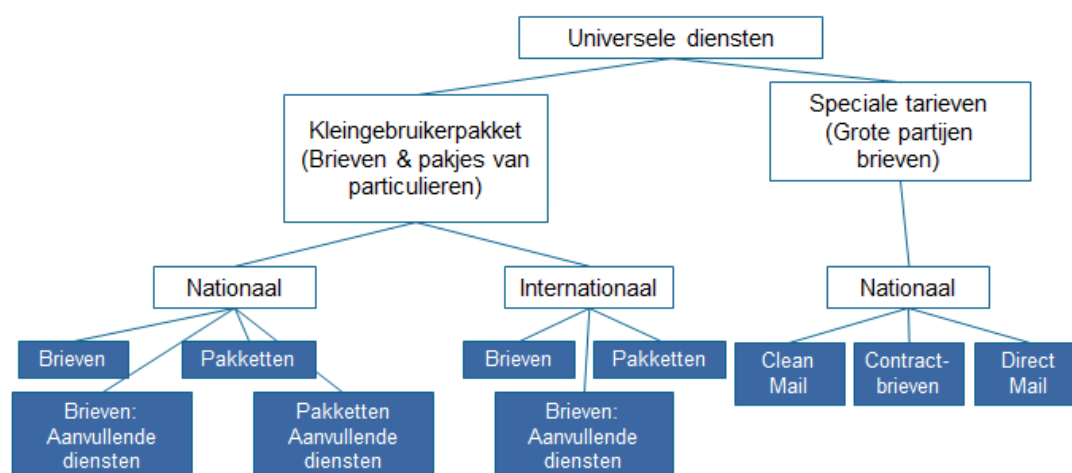 Universele diensten
Kleingebruikerpakket
(Brieven & pakjes van
particulieren)
Speciale tarieven
(Grote partijen
brieven)
Nationaal
Internationaal
Nationaal
Brieven
Pakketten
Brieven
Pakketten
Clean
Mail
Contract-
brieven
Direct
Mail
Brieven:
Aanvullende
diensten
Pakketten
Aanvullende
diensten
Brieven:
Aanvullende
diensten